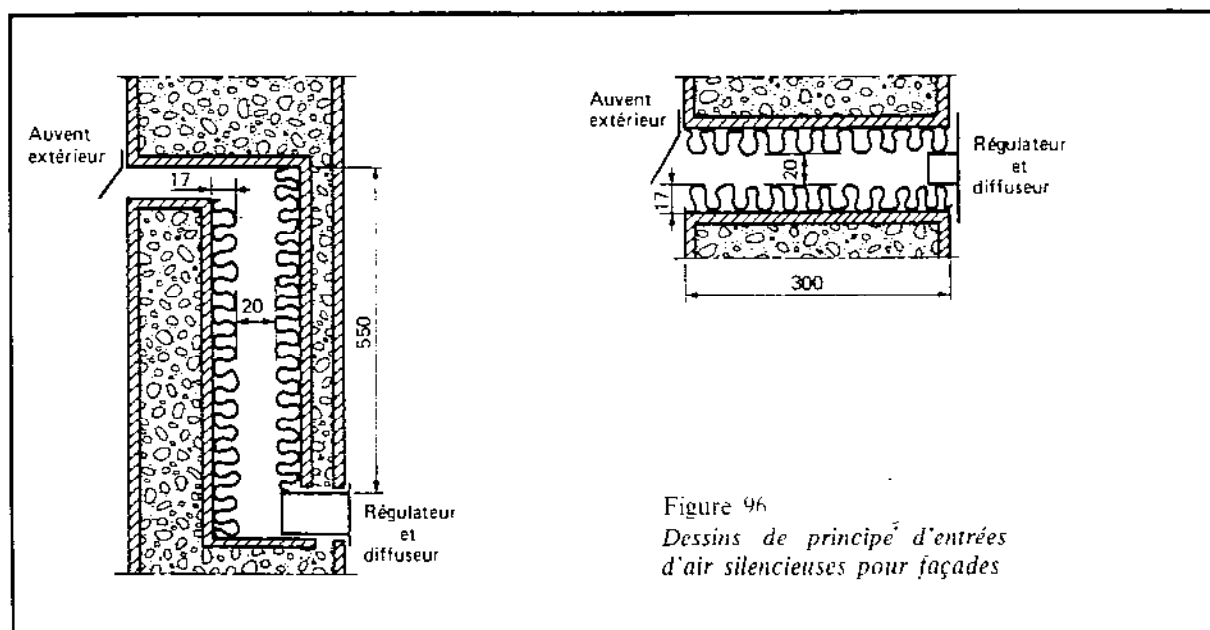 Auvent
extérieur
17
20
550
Régulateur
et
diffuseur
Auvent
extérieur
20
17
Régulateur
et
diffuseur
300
Figure 96
Dessins de principe d'entrées
d'air silencieuses pour façades